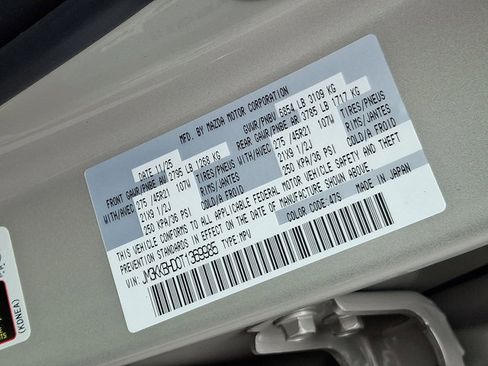 MFD. BY MAZDA MOTOR CORPORATION
DATE 11/25 GVWR/PNBV 6854 LB 3109 KG
FRONT GAWR/PNBE AV 2795 LB 1268 KG REAR GAWR/PNBE AR 3785 LB 1717 KG
WITH/AVEC 275 /45R21 107W TIRES/PNEUS WITH/AVEC 275 /45R21 107W TIRES/PNEUS
21X9 1/2J RIMS/JANTES 21X9 1/2J RIMS/JANTES
250 KPA/36 PSI COLD/A FROID 250 KPA/36 PSI COLD/A FROID
THIS VEHICLE CONFORMS TO ALL APPLICABLE FEDERAL MOTOR VEHICLE SAFETY AND THEFT
PREVENTION STANDARDS IN EFFECT ON THE DATE OF MANUFACTURE SHOWN ABOVE.
VIN: JM3KKBHD0T1369985 TYPE MPV COLOR CODE: 47S MADE IN JAPAN
(KOREA)